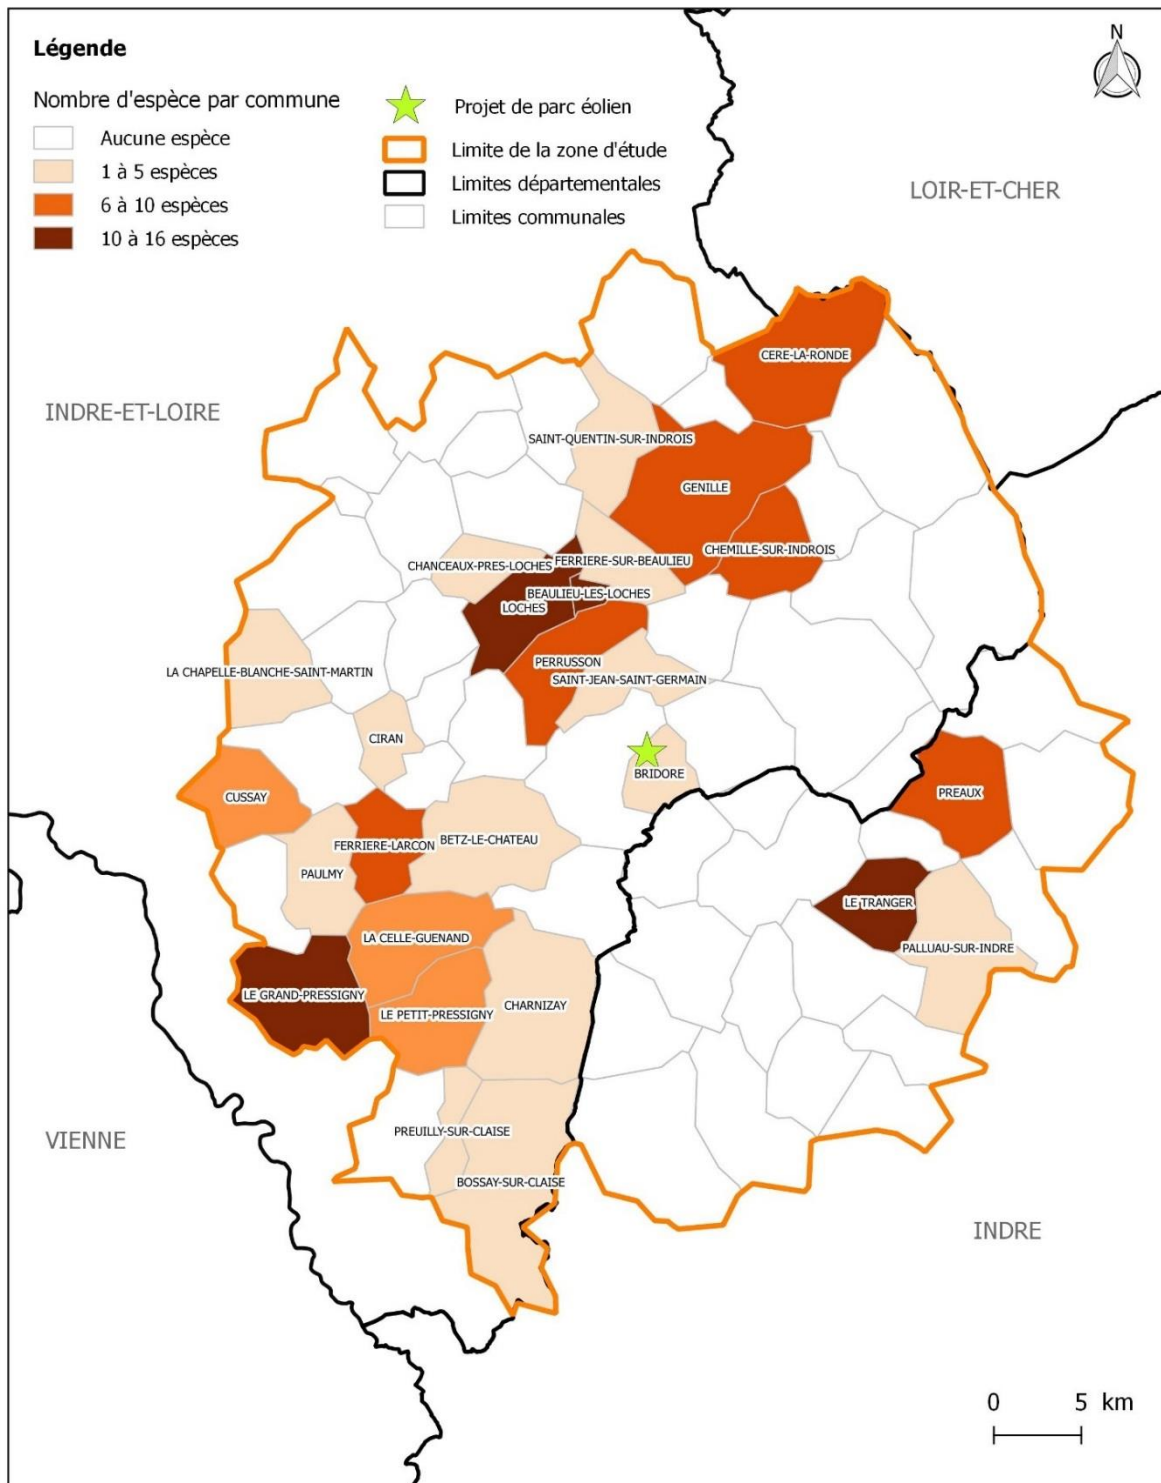 Légende
Nombre d'espèce par commune
Aucune espèce
1 à 5 espèces
6 à 10 espèces
10 à 16 espèces
Projet de parc éolien
Limite de la zone d'étude
Limites départementales
Limites communales
N
LOIR-ET-CHER
INDRE-ET-LOIRE
CERE-LA-RONDE
SAINT-QUENTIN-SUR-INDROIS
GENILLE
CHEMILLE-SUR-INDROIS
FERRIERE-SUR-BEAULIEU
CHANCEAUX-PRES-LOCHES
BEAULIEU-LES-LOCHES
LOCHES
PERRUSSON
LA CHAPELLE-BLANCHE-SAINT-MARTIN
SAINT-JEAN-SAINT-GERMAIN
CIRAN
BRIDORE
PREAUX
CUSSAY
BETZ-LE-CHATEAU
FERRIERE-LARCON
PAULMY
LE TRANGER
LA CELLE-GUENAND
PALLUAU-SUR-INDRE
LE GRAND-PRESSIGNY
CHARNIZAY
LE PETIT-PRESSIGNY
PREUILLY-SUR-CLAISE
VIENNE
BOSSAY-SUR-CLAISE
INDRE
0 5 km